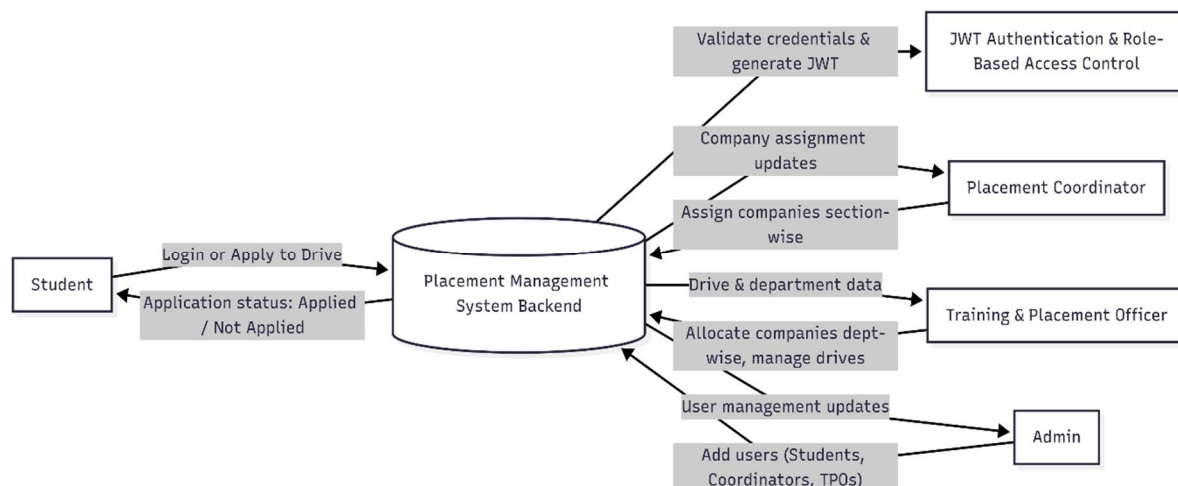 Validate credentials &
generate JWT
JWT Authentication & Role-
Based Access Control
Company assignment
updates
Placement Coordinator
Assign companies section-
wise
Login or Apply to Drive
Student
Application status: Applied
/ Not Applied
Placement Management
System Backend
Drive & department data
Training & Placement Officer
Allocate companies dept-
wise, manage drives
User management updates
Admin
Add users (Students,
Coordinators, TPOs)